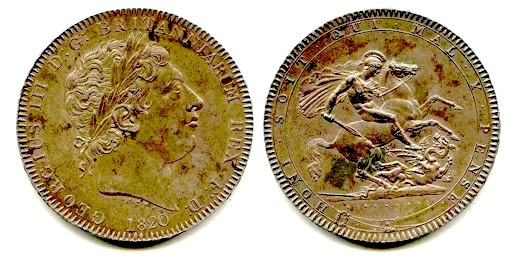 GEORGIUS III D:G: BRITANNIARUM REX F:D:
1820
HONI · SOIT · QUI · MAL · Y · PENSE